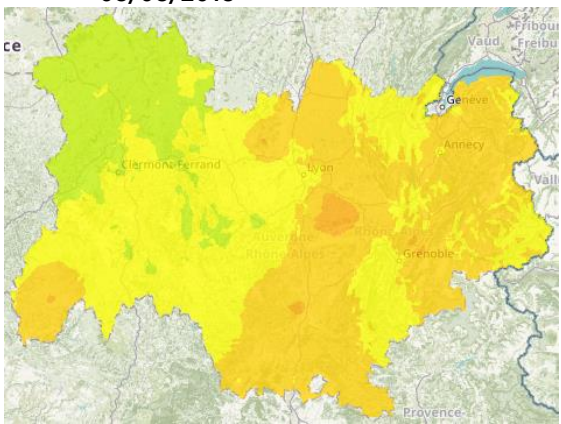 Fribou
Vaud
Freibu
ce
Genève
Annecy
Clermont-Ferrand
Lyon
Vall
Auvergne
Rhône-Alpes
Grenoble
Provence-